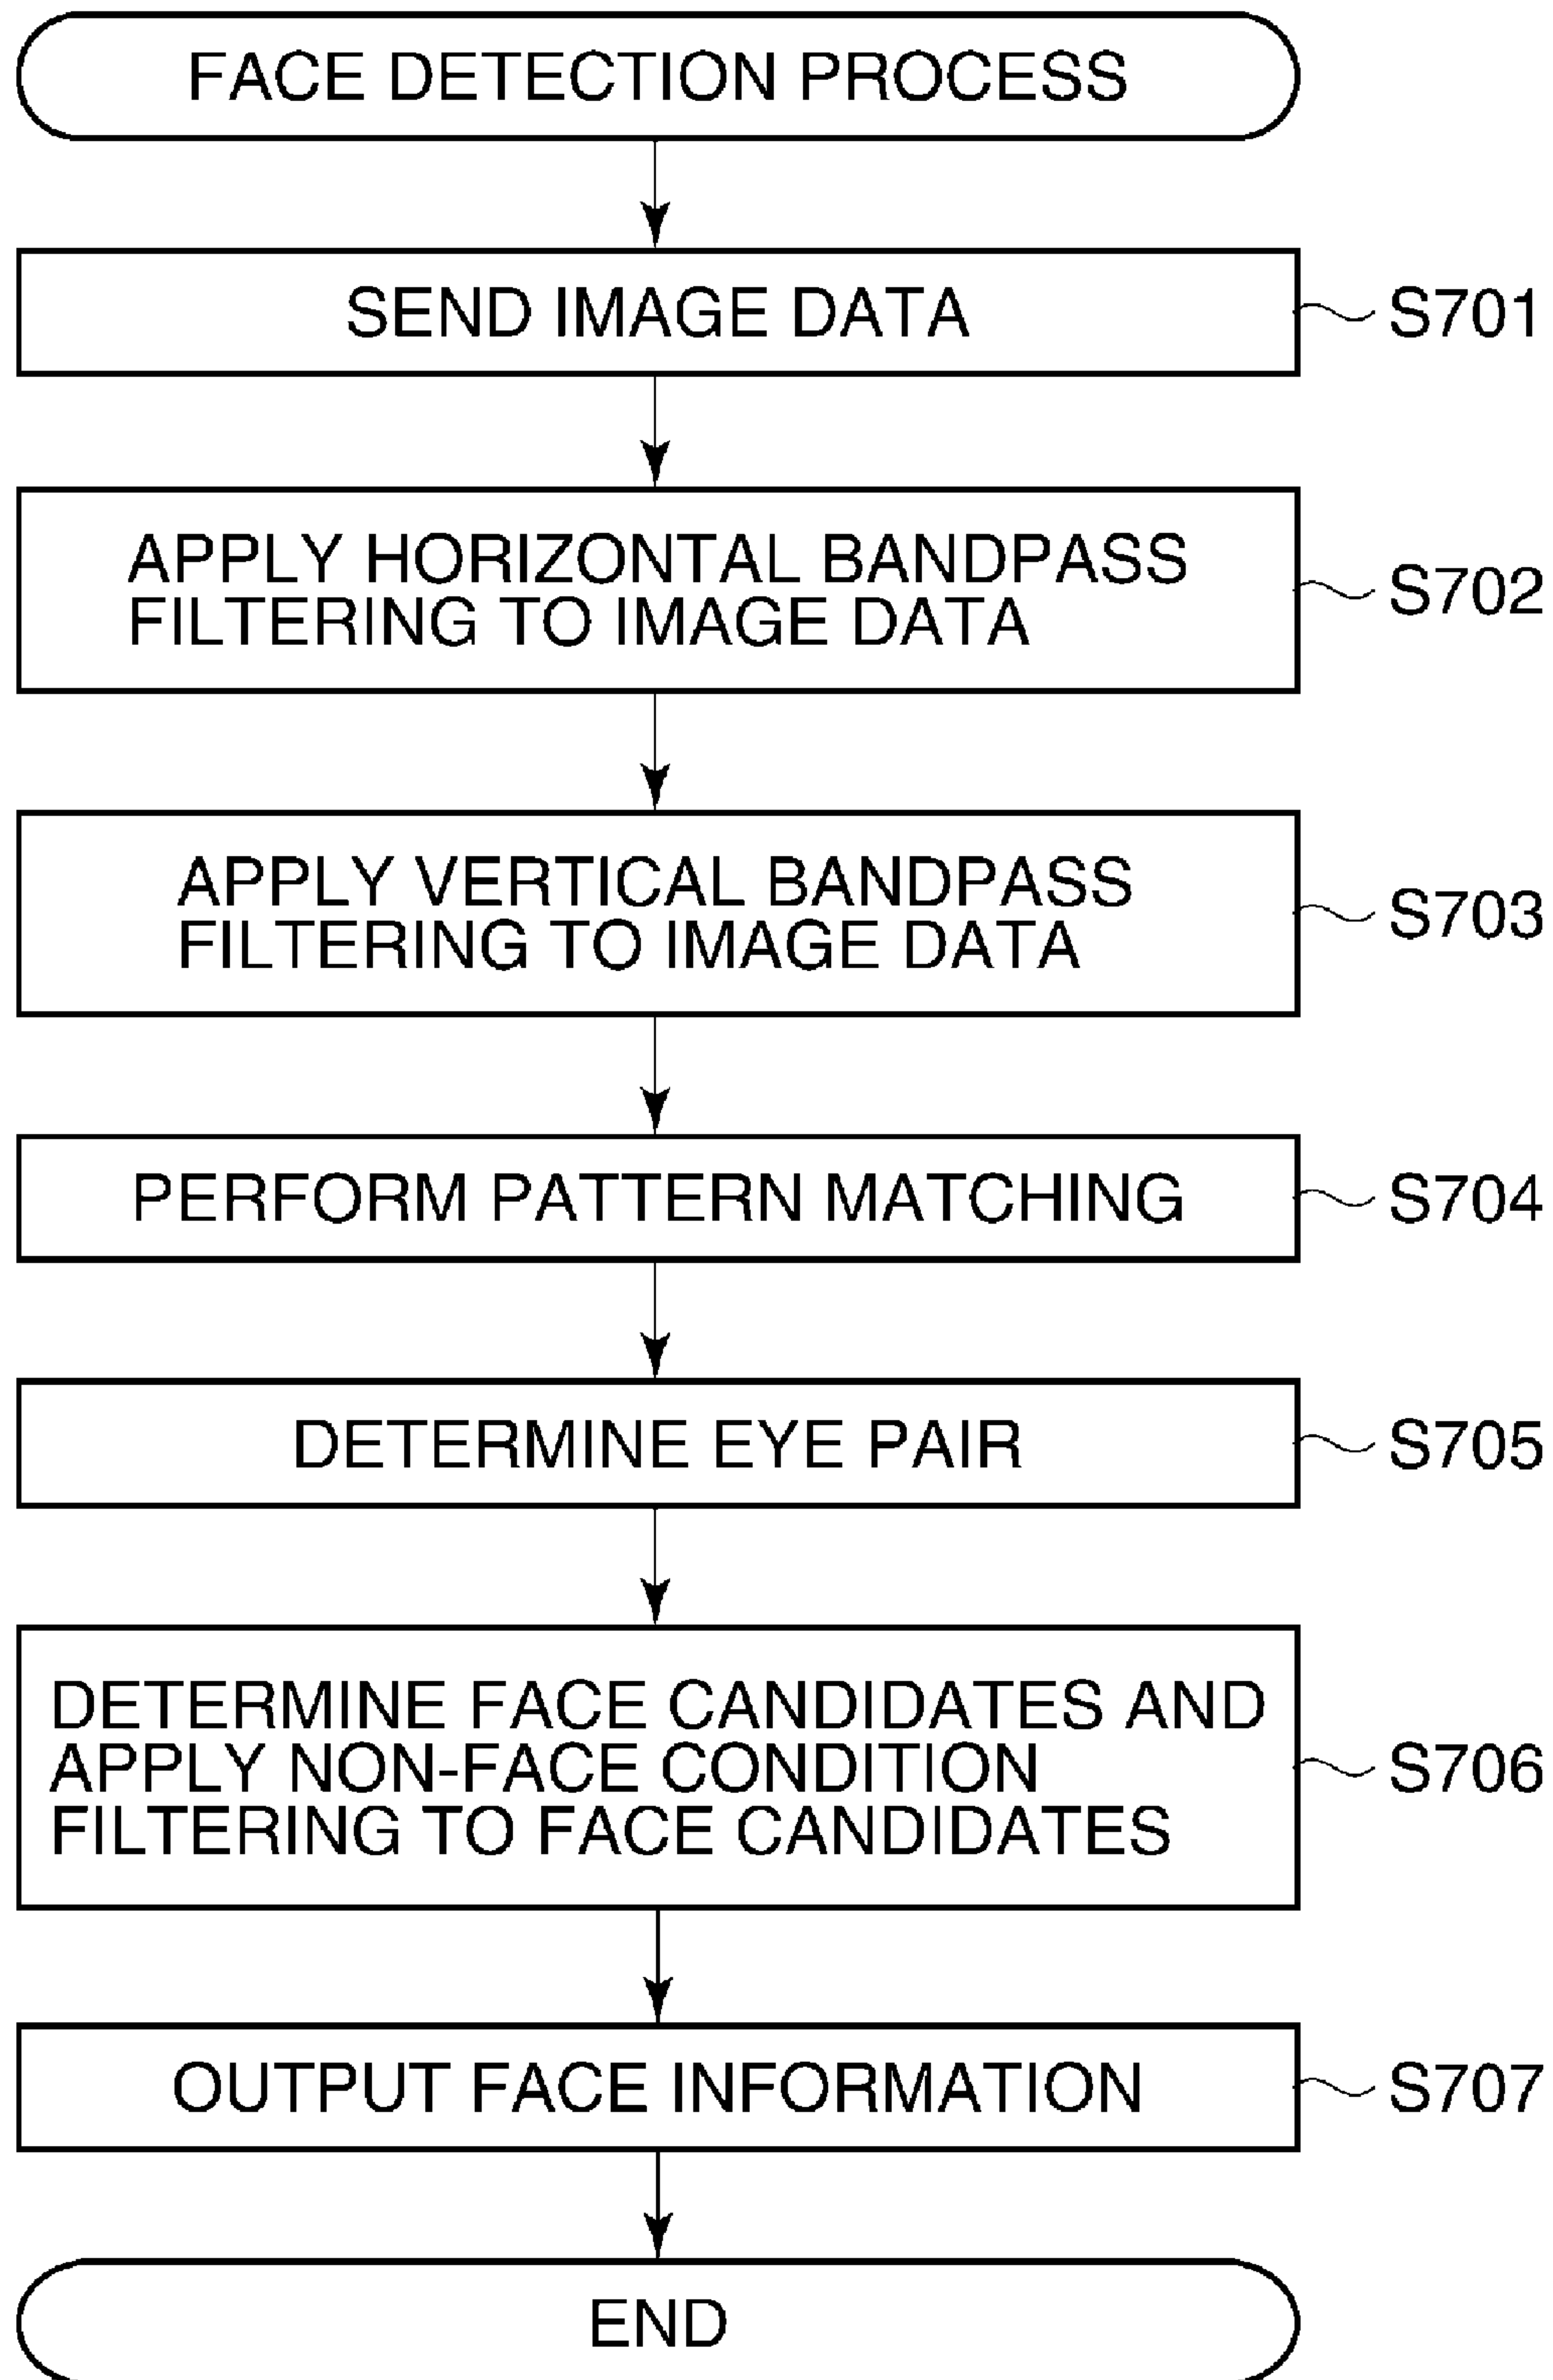 FACE DETECTION PROCESS
SEND IMAGE DATA
S701
APPLY HORIZONTAL BANDPASS
FILTERING TO IMAGE DATA
S702
APPLY VERTICAL BANDPASS
FILTERING TO IMAGE DATA
S703
PERFORM PATTERN MATCHING
S704
DETERMINE EYE PAIR
S705
DETERMINE FACE CANDIDATES AND
APPLY NON-FACE CONDITION
FILTERING TO FACE CANDIDATES
S706
OUTPUT FACE INFORMATION
S707
END